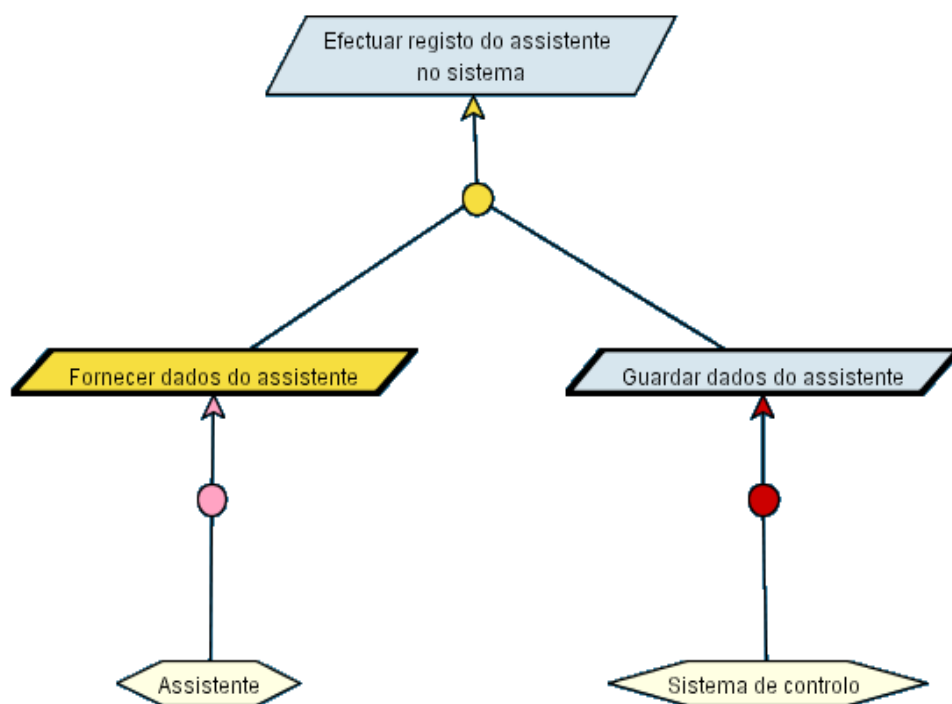 Efectuar registo do assistente
no sistema
Fornecer dados do assistente
Guardar dados do assistente
Assistente
Sistema de controlo